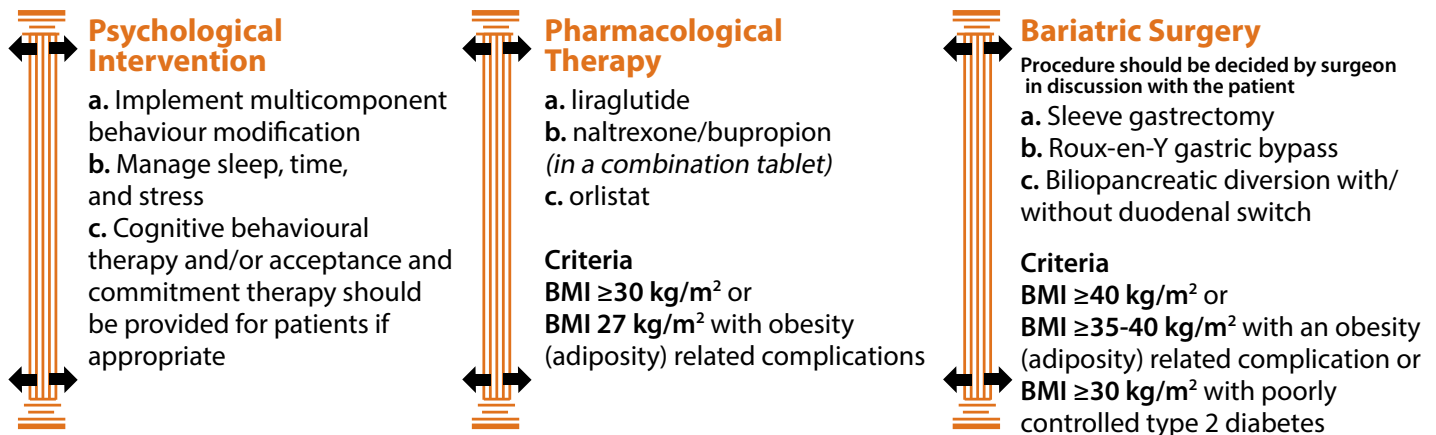 Psychological
Intervention
a. Implement multicomponent
behaviour modification
b. Manage sleep, time,
and stress
c. Cognitive behavioural
therapy and/or acceptance and
commitment therapy should
be provided for patients if
appropriate
Pharmacological
Therapy
a. liraglutide
b. naltrexone/bupropion
(in a combination tablet)
c. orlistat
Criteria
BMI ≥30 kg/m² or
BMI 27 kg/m² with obesity
(adiposity) related complications
Bariatric Surgery
Procedure should be decided by surgeon
in discussion with the patient
a. Sleeve gastrectomy
b. Roux-en-Y gastric bypass
c. Biliopancreatic diversion with/
without duodenal switch
Criteria
BMI ≥40 kg/m² or
BMI ≥35-40 kg/m² with an obesity
(adiposity) related complication or
BMI ≥30 kg/m² with poorly
controlled type 2 diabetes